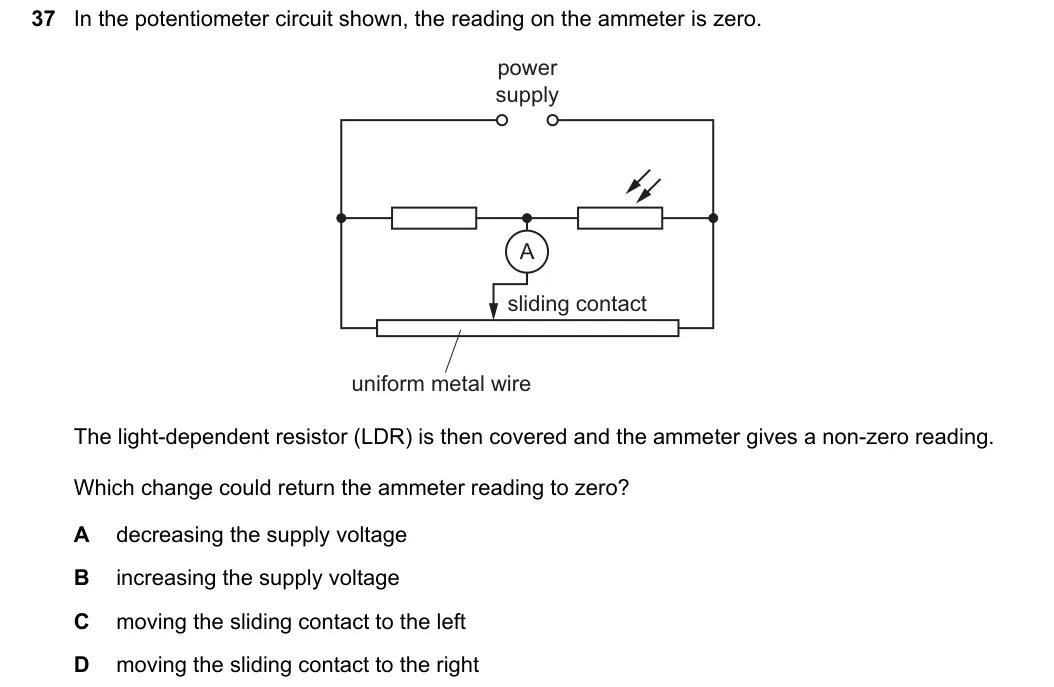 37 In the potentiometer circuit shown, the reading on the ammeter is zero.
power
supply
A
sliding contact
uniform metal wire
The light-dependent resistor (LDR) is then covered and the ammeter gives a non-zero reading.
Which change could return the ammeter reading to zero?
A decreasing the supply voltage
B increasing the supply voltage
C moving the sliding contact to the left
D moving the sliding contact to the right